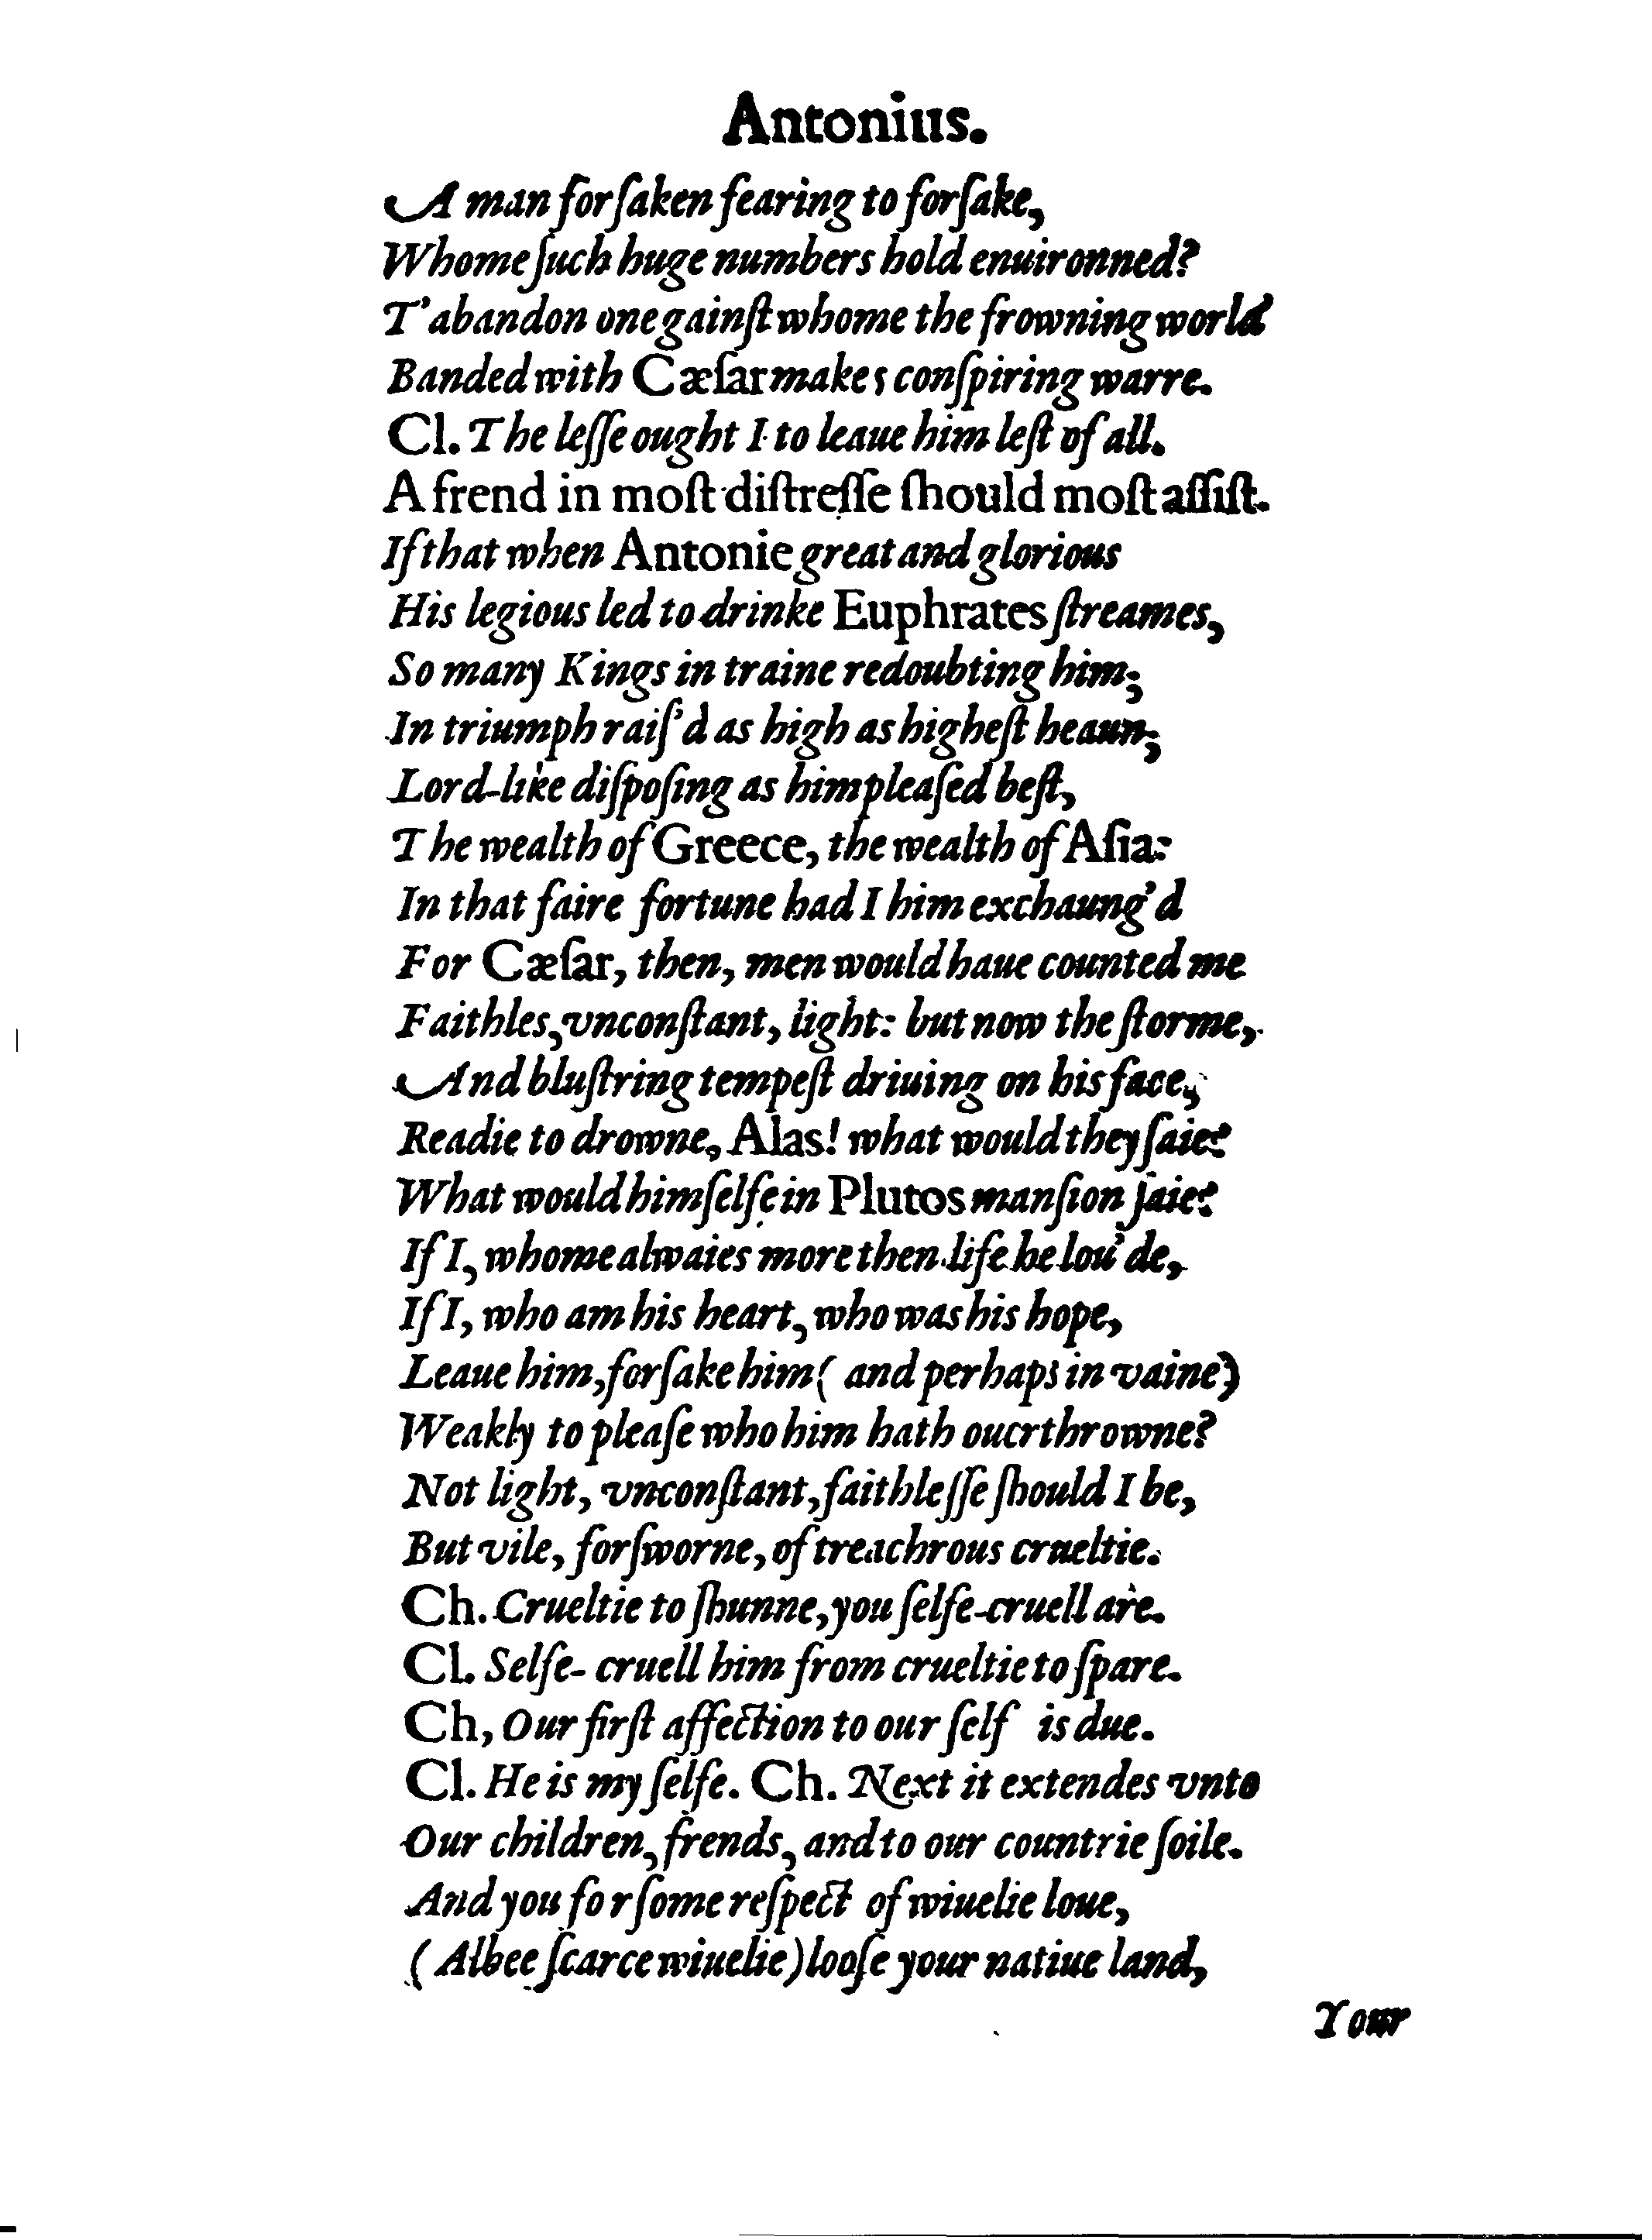 Antonius.
A man forſaken fearing to forſake,
Whome ſuch huge numbers hold enuironned?
T'abandon one gainſt whome the frowning world
Banded with Cæſar makes conſpiring warre.
Cl. The leſſe ought I to leaue him leſt of all.
A frend in moſt diſtreſſe ſhould moſt aſſiſt.
If that when Antonie great and glorious
His legious led to drinke Euphrates ſtreames,
So many Kings in traine redoubting him;
In triumph raiſ'd as high as higheſt heaun;
Lord-like diſpoſing as him pleaſed beſt,
The wealth of Greece, the wealth of Aſia:
In that faire fortune had I him exchaung'd
For Cæſar, then, men would haue counted me
Faithles, vnconſtant, light: but now the ſtorme,
And bluſtring tempeſt driuing on his face,
Readie to drowne, Alas! what would they ſaie?
What would himſelfe in Plutos manſion ſaie?
If I, whome alwaies more then life he lou'de,
If I, who am his heart, who was his hope,
Leaue him, forſake him ( and perhaps in vaine)
Weakly to pleaſe who him hath ouerthrowne?
Not light, vnconſtant, faithleſſe ſhould I be,
But vile, forſworne, of treachrous crueltie.
Ch. Crueltie to ſhunne, you ſelfe-cruell are.
Cl. Selfe- cruell him from crueltie to ſpare.
Ch, Our firſt affection to our ſelf is due.
Cl. He is my ſelfe. Ch. Next it extendes vnto
Our children, frends, and to our countrie ſoile.
And you for ſome reſpect of wiuelie loue,
( Albee ſcarce wiuelie) looſe your natiue land,
Your